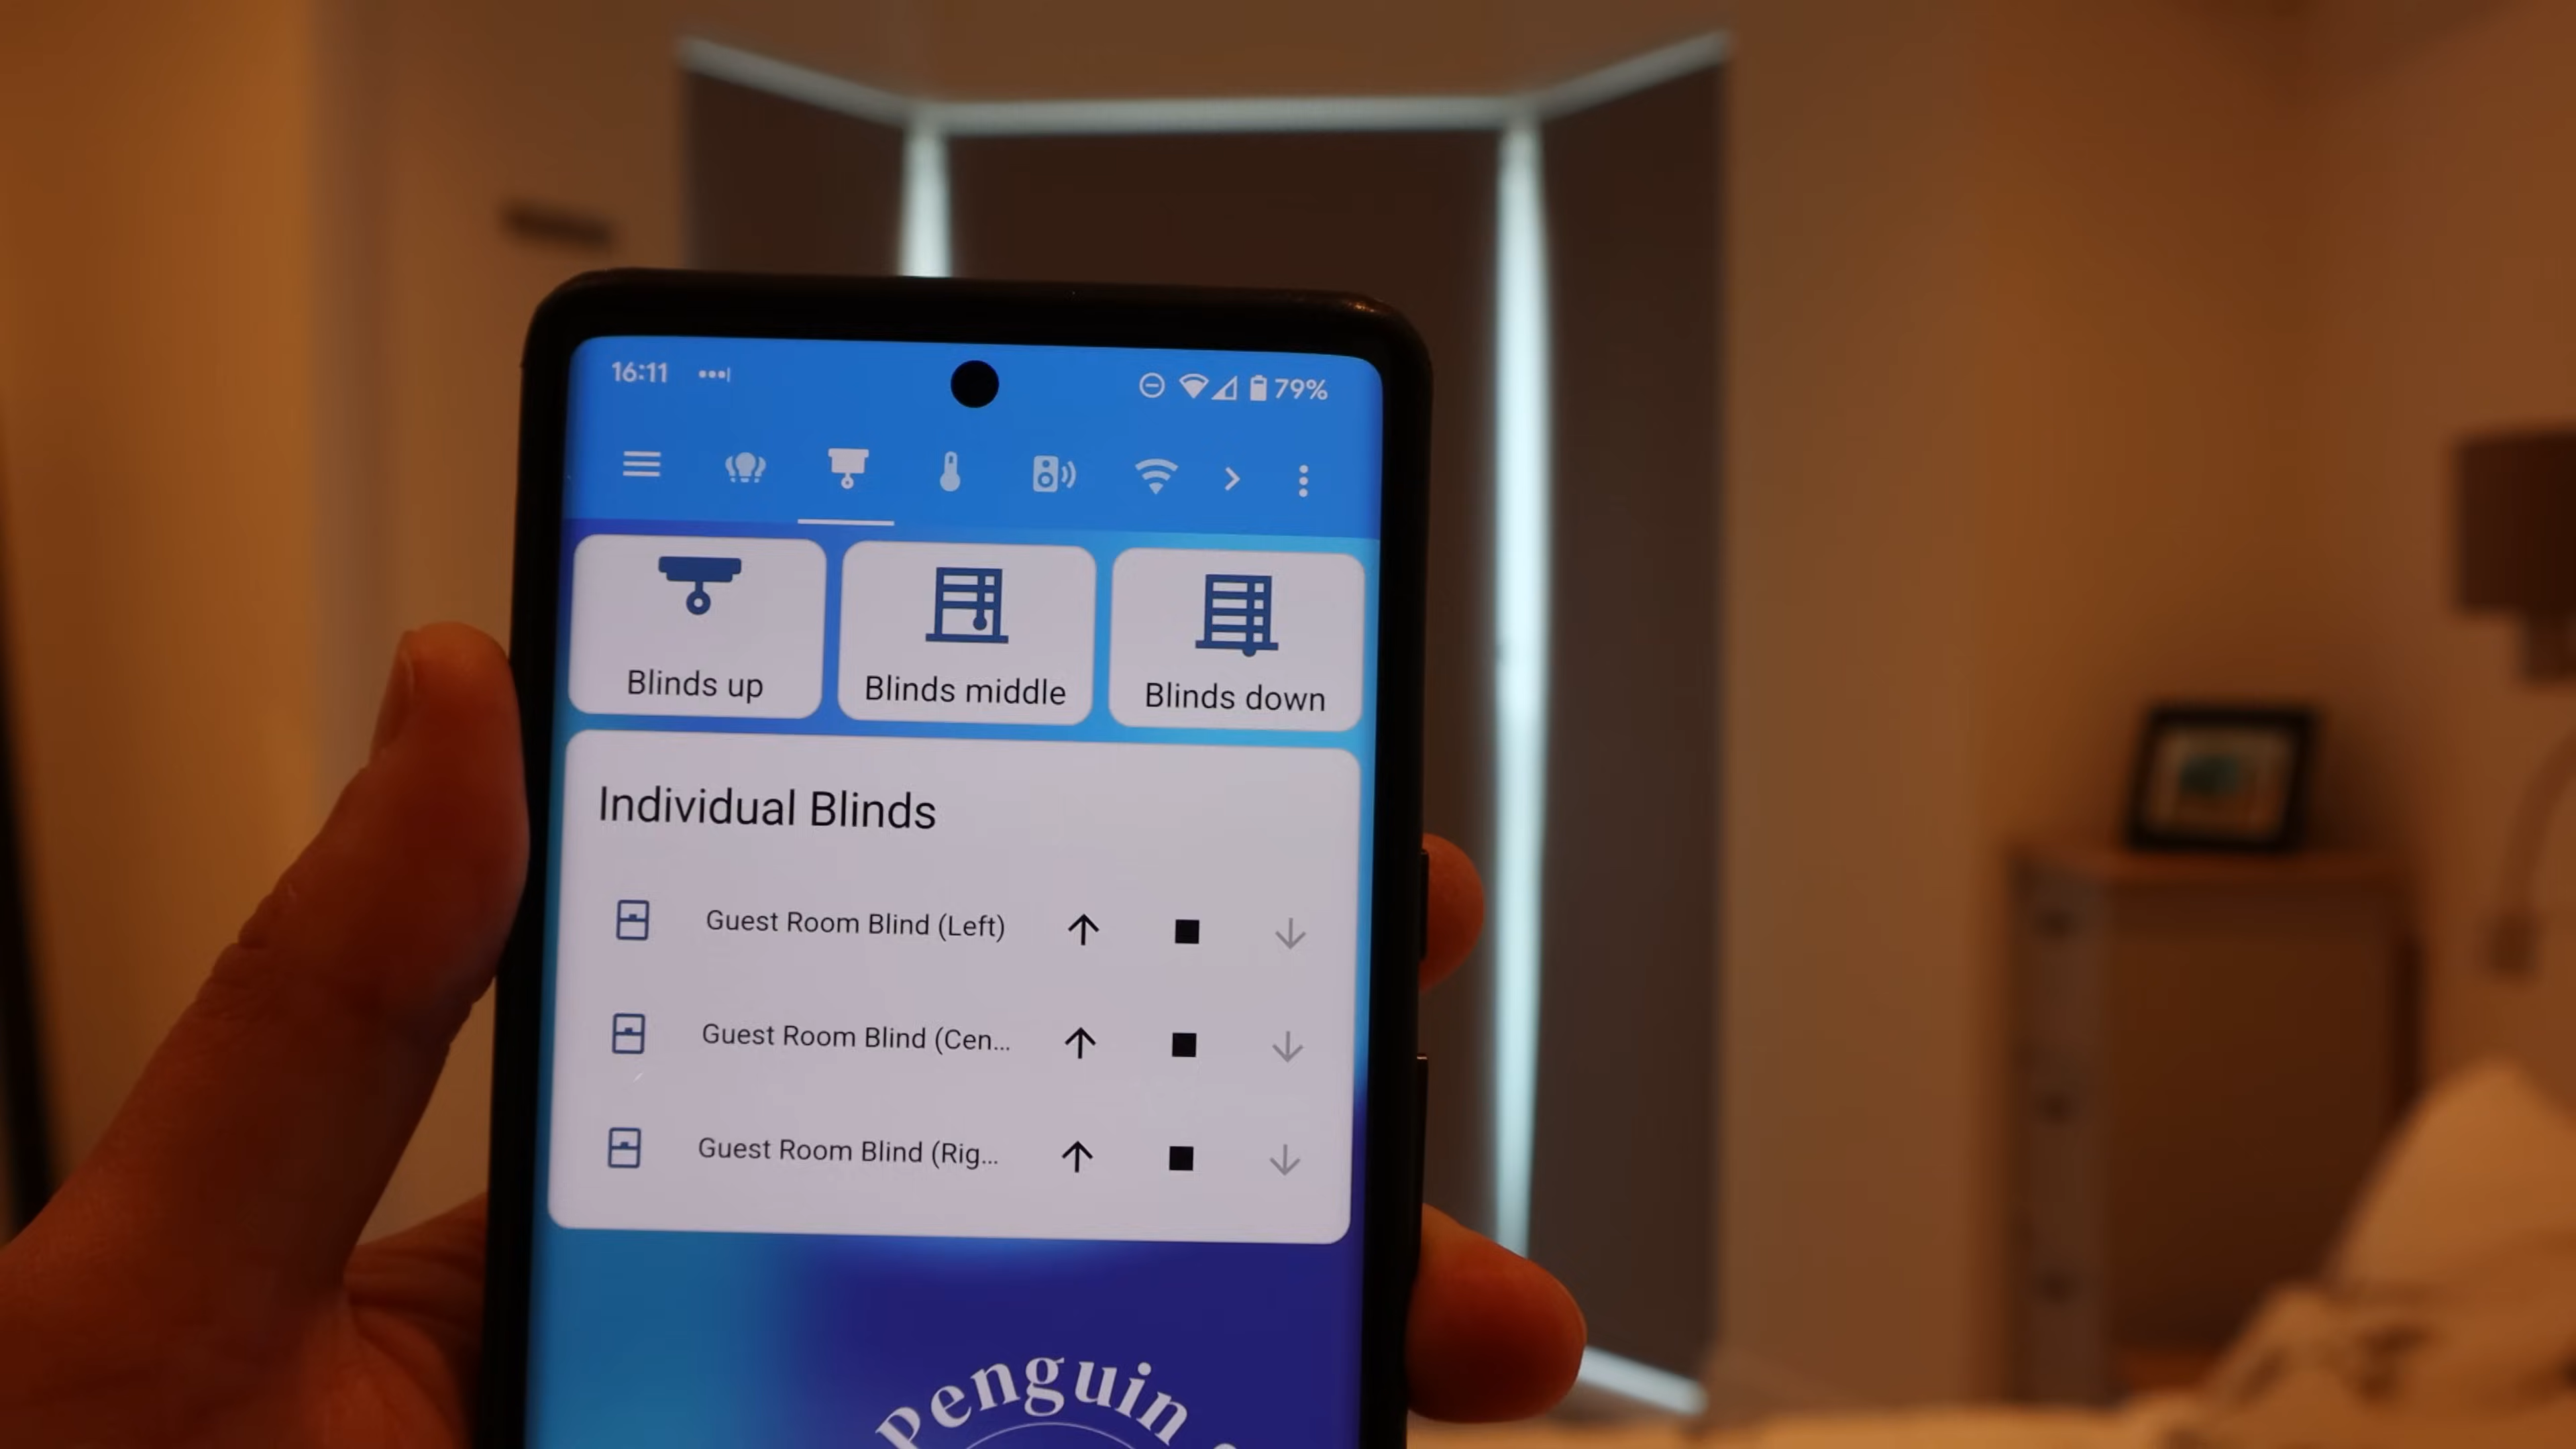 16:11
79%
Blinds up
Blinds middle
Blinds down
Individual Blinds
Guest Room Blind (Left)
Guest Room Blind (Cen...
Guest Room Blind (Rig...
Penguin